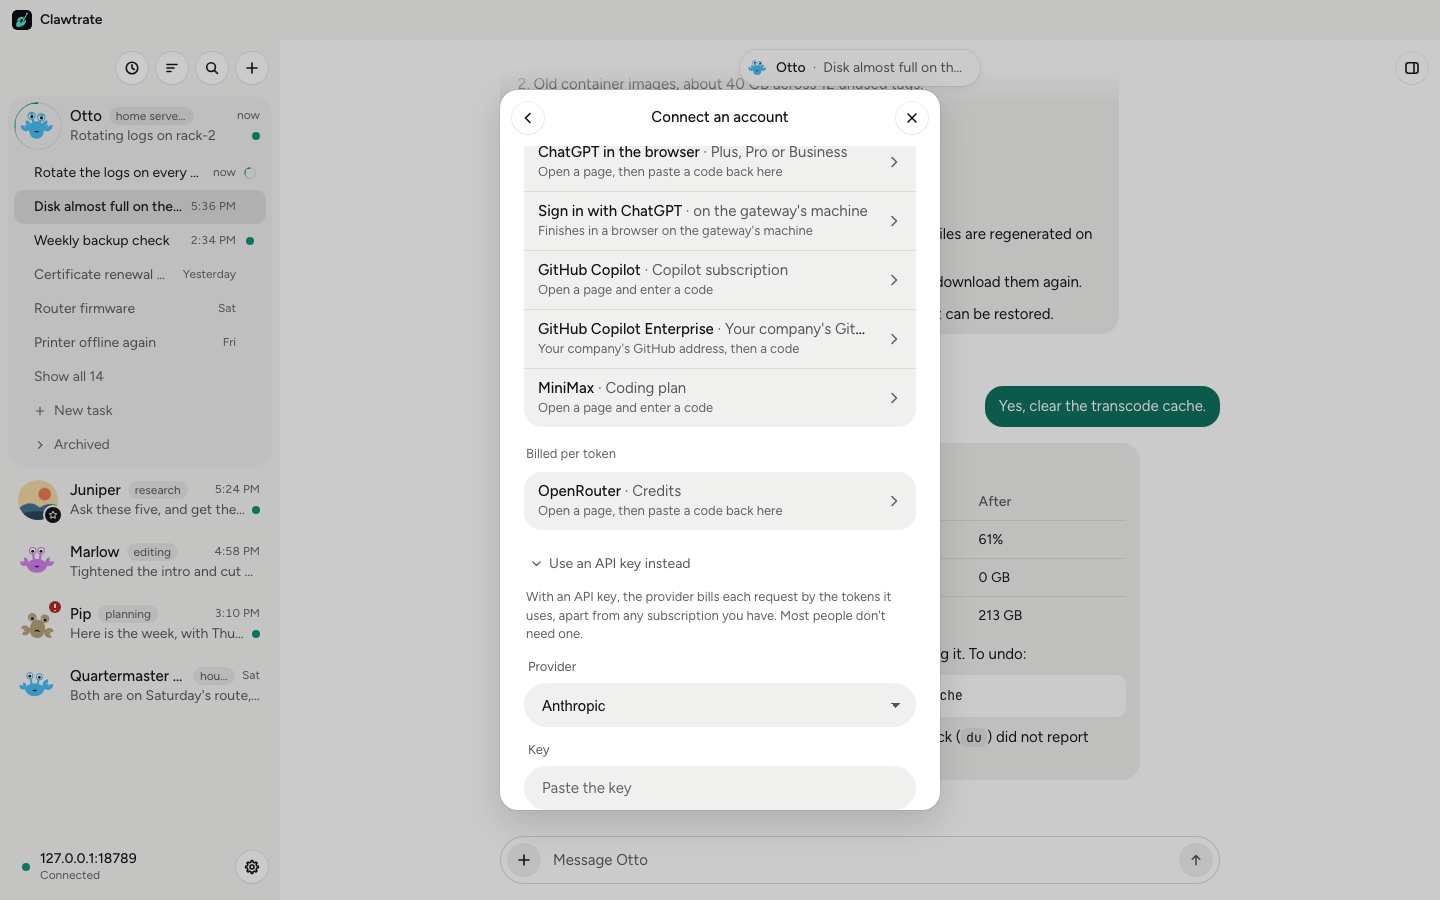 Clawtrate
Otto home serve... now
Rotating logs on rack-2
Rotate the logs on every ... now
Disk almost full on the... 5:36 PM
Weekly backup check 2:34 PM
Certificate renewal ... Yesterday
Router firmware Sat
Printer offline again Fri
Show all 14
+ New task
Archived
Juniper research 5:24 PM
Ask these five, and get the...
Marlow editing 4:58 PM
Tightened the intro and cut ...
Pip planning 3:10 PM
Here is the week, with Thu...
Quartermaster ... hou... Sat
Both are on Saturday's route,...
127.0.0.1:18789
Connected
Otto · Disk almost full on th...
2. Old container images, about 40 GB across 12 unused tags.
Connect an account
ChatGPT in the browser · Plus, Pro or Business
Open a page, then paste a code back here
Sign in with ChatGPT · on the gateway's machine
Finishes in a browser on the gateway's machine
GitHub Copilot · Copilot subscription
Open a page and enter a code
GitHub Copilot Enterprise · Your company's Git...
Your company's GitHub address, then a code
MiniMax · Coding plan
Open a page and enter a code
Billed per token
OpenRouter · Credits
Open a page, then paste a code back here
Use an API key instead
With an API key, the provider bills each request by the tokens it
uses, apart from any subscription you have. Most people don't
need one.
Provider
Anthropic
Key
Paste the key
iles are regenerated on
download them again.
can be restored.
Yes, clear the transcode cache.
After
61%
0 GB
213 GB
g it. To undo:
che
ck ( du ) did not report
Message Otto